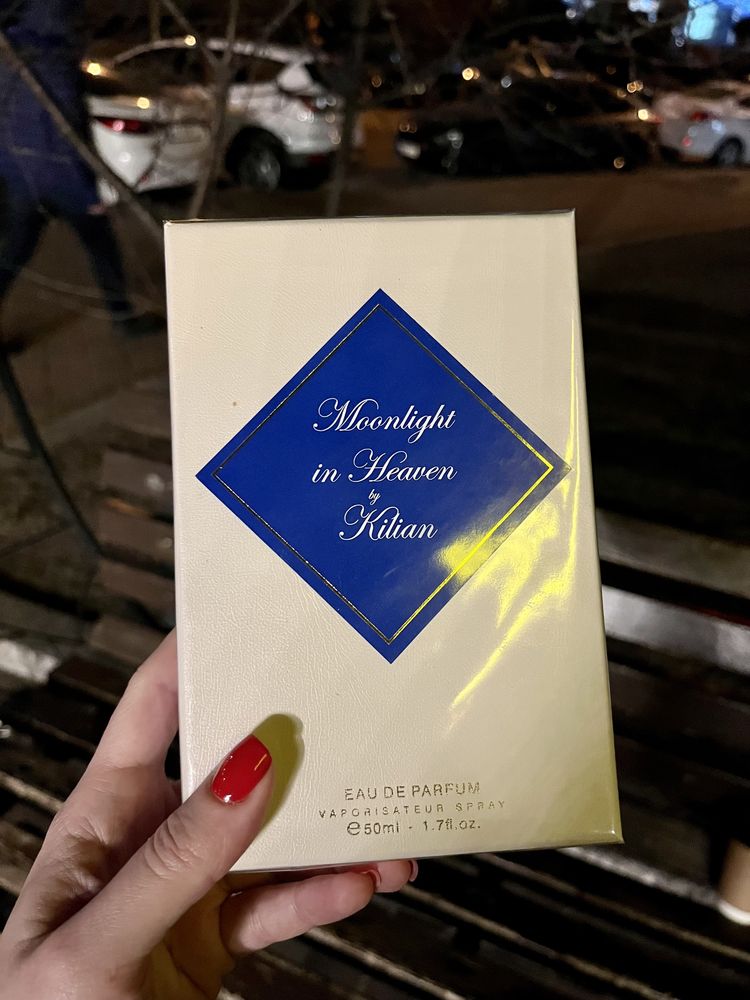 Moonlight
in Heaven
by
Kilian
EAU DE PARFUM
VAPORISATEUR SPRAY
℮50ml - 1.7fl.oz.